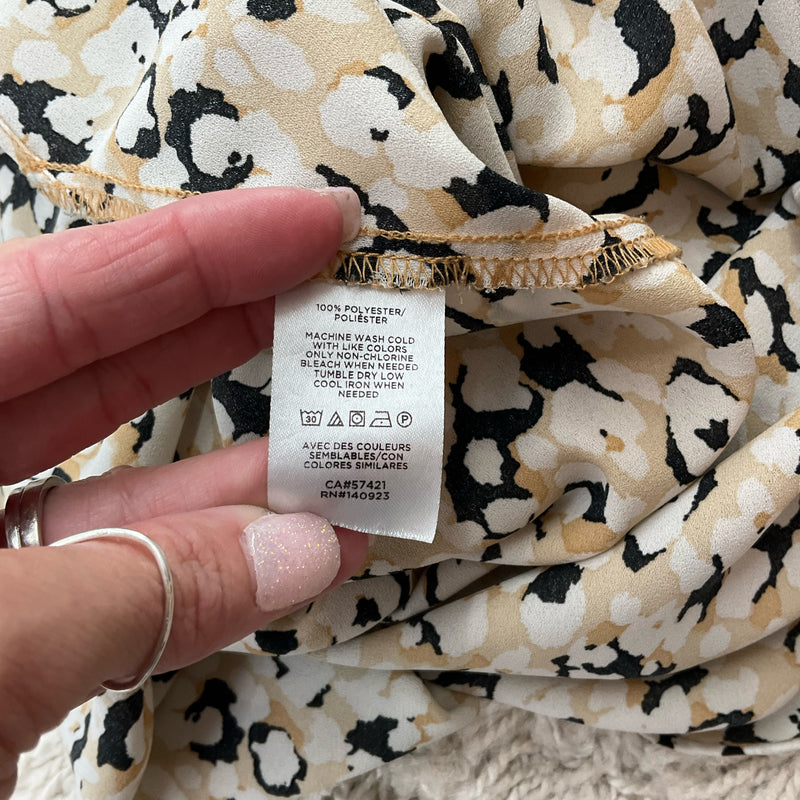 100% POLYESTER/
POLIÉSTER
MACHINE WASH COLD
WITH LIKE COLORS
ONLY NON-CHLORINE
BLEACH WHEN NEEDED
TUMBLE DRY LOW
COOL IRON WHEN
NEEDED
30 P
AVEC DES COULEURS
SEMBLABLES/CON
COLORES SIMILARES
CA#57421
RN#140923